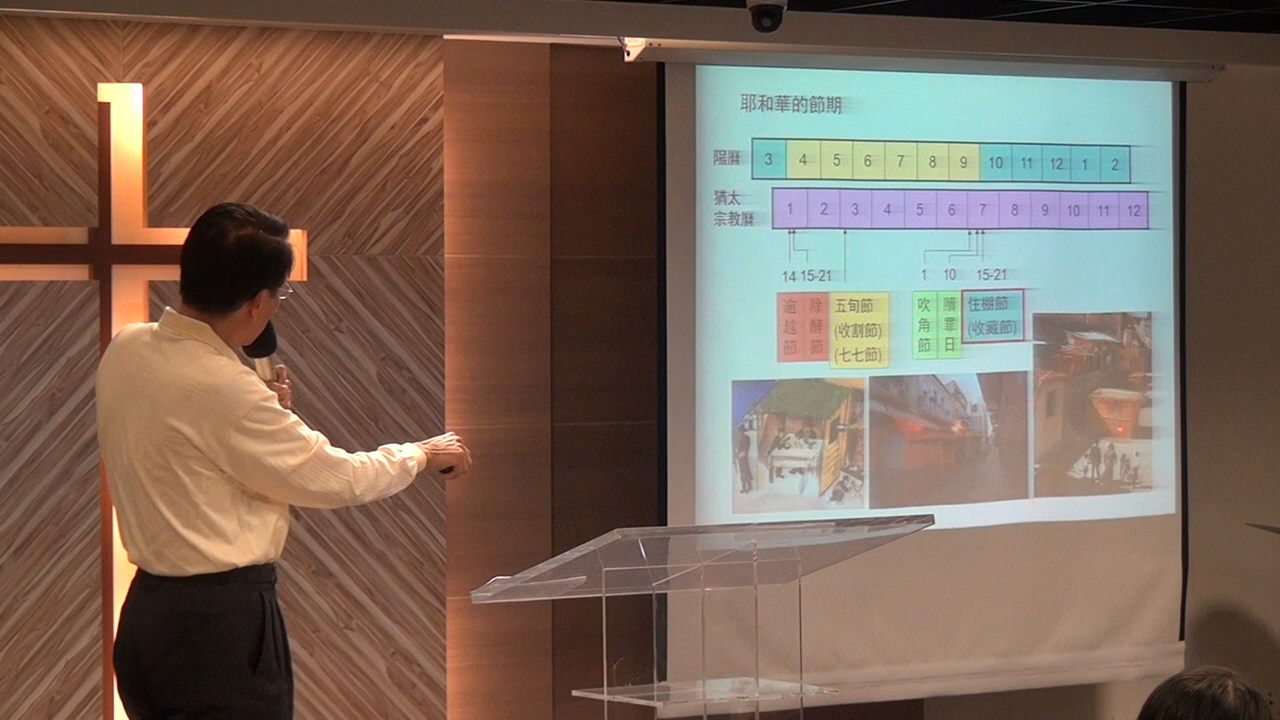 耶和華的節期
陽曆 3 4 5 6 7 8 9 10 11 12 1 2
猶太
宗教曆
1 2 3 4 5 6 7 8 9 10 11 12
14 15-21 1 10 15-21
逾越節
除酵節
五旬節
(收割節)
(七七節)
吹角節
贖罪日
住棚節
(收藏節)